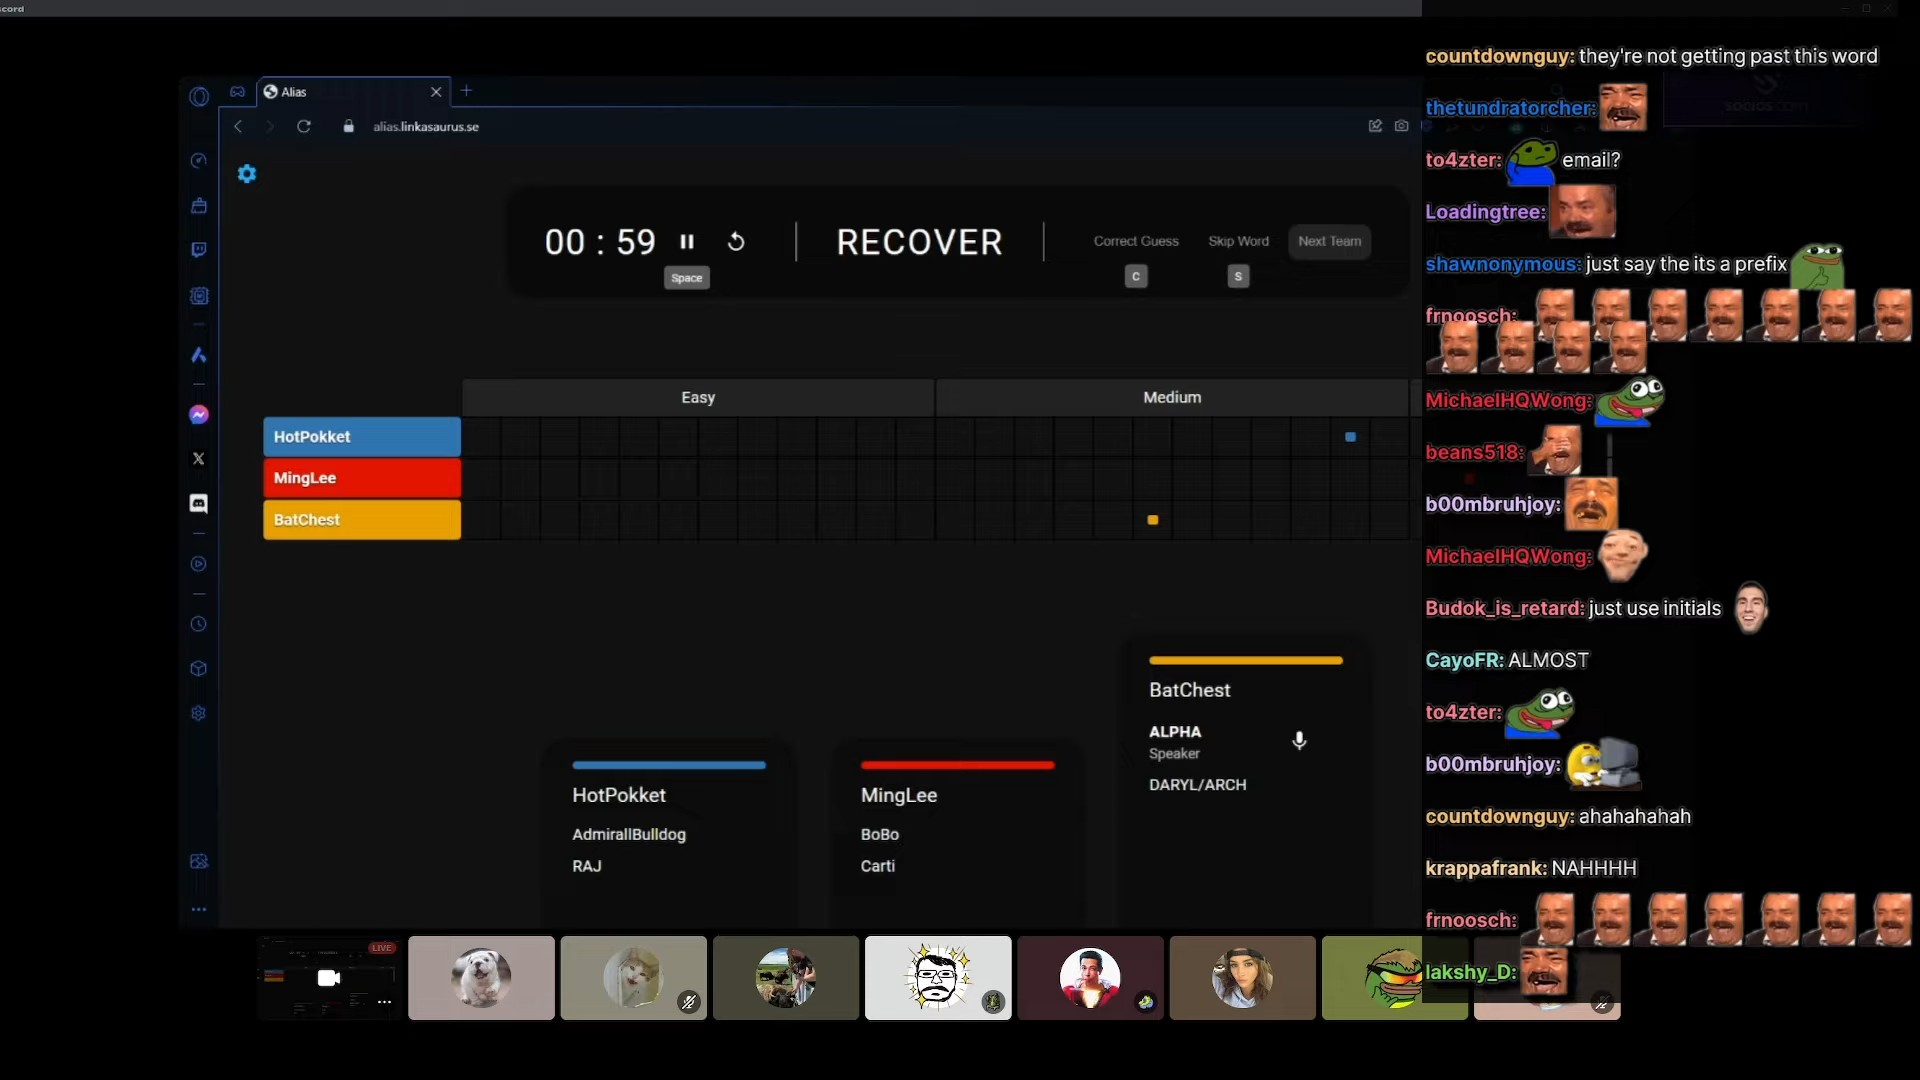 cord
Alias
alias.linkasaurus.se
00 : 59
Space
RECOVER
Correct Guess
Skip Word
Next Team
C
S
Easy
Medium
HotPokket
MingLee
BatChest
HotPokket
AdmirallBulldog
RAJ
MingLee
BoBo
Carti
BatChest
ALPHA
Speaker
DARYL/ARCH
LIVE
countdownguy: they're not getting past this word
thetundratorcher:
to4zter: email?
Loadingtree:
shawnonymous: just say the its a prefix
frnoosch:
MichaelHQWong:
beans518:
b00mbruhjoy:
MichaelHQWong:
Budok_is_retard: just use initials
CayoFR: ALMOST
to4zter:
b00mbruhjoy:
countdownguy: ahahahahah
krappafrank: NAHHHH
frnoosch:
lakshy_D: